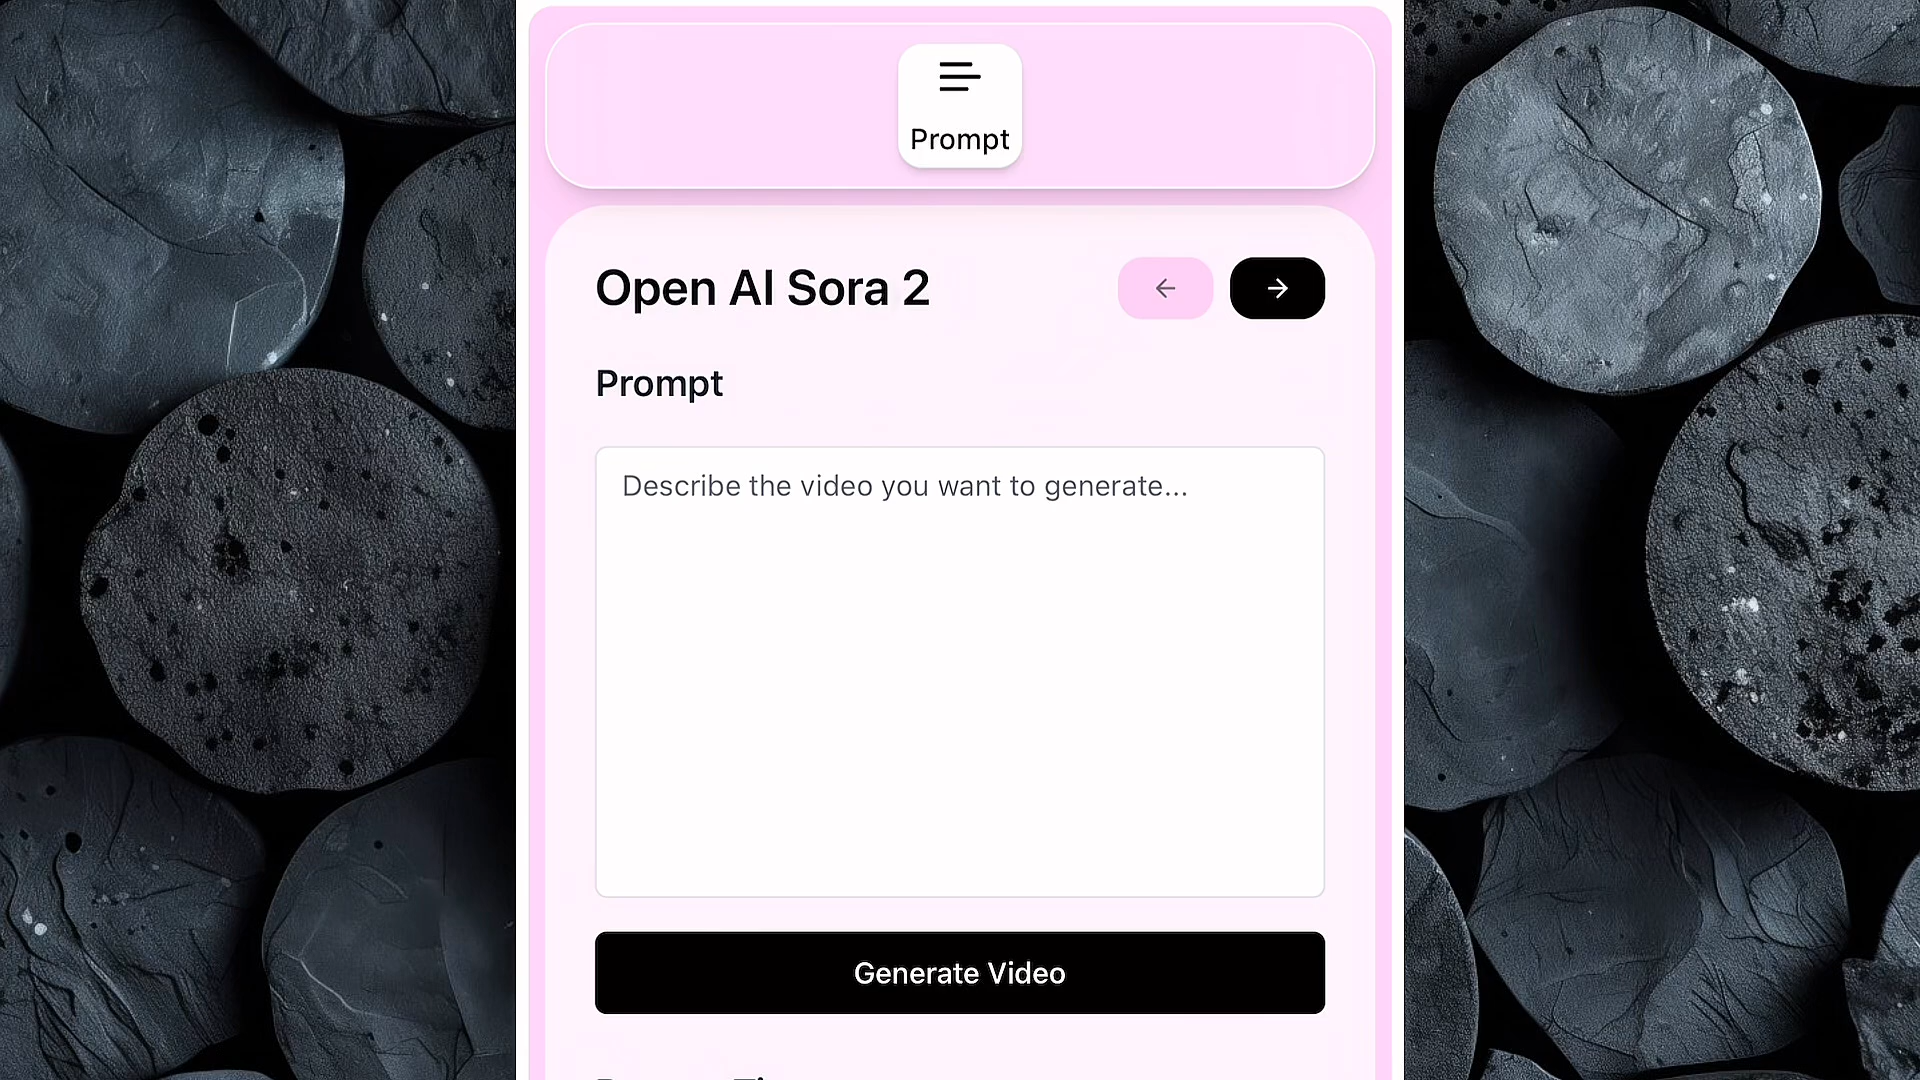 Prompt
Open AI Sora 2
Prompt
Describe the video you want to generate...
Generate Video